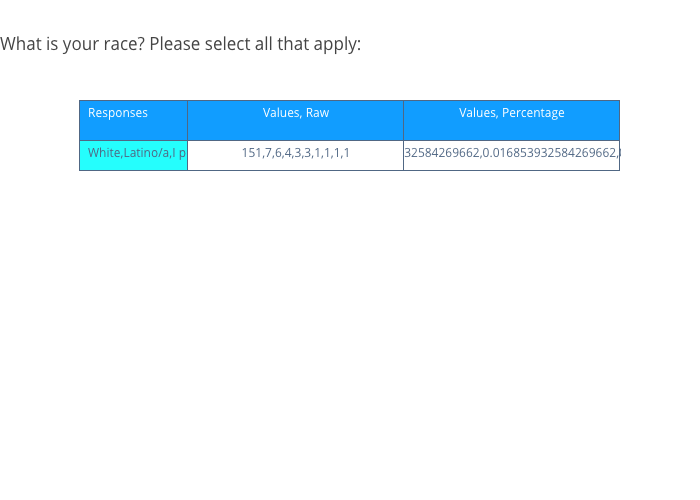 What is your race? Please select all that apply:
Responses Values, Raw Values, Percentage
White,Latino/a,I p 151,7,6,4,3,3,1,1,1,1 32584269662,0.016853932584269662,